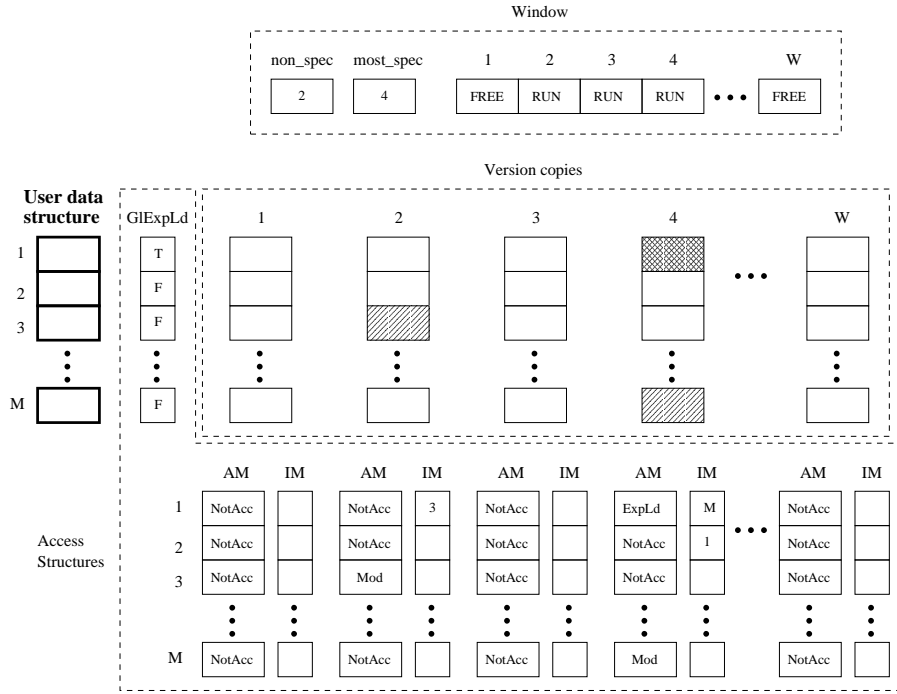 Window
non_spec most_spec 1 2 3 4 W
2 4 FREE RUN RUN RUN FREE
Version copies
User data
structure
GlExpLd 1 2 3 4 W
1 T
2 F
3 F
M F
AM IM AM IM AM IM AM IM AM IM
1 NotAcc NotAcc 3 NotAcc ExpLd M NotAcc
Access
Structures
2 NotAcc NotAcc NotAcc NotAcc 1 NotAcc
3 NotAcc Mod NotAcc NotAcc NotAcc
M NotAcc NotAcc NotAcc Mod NotAcc